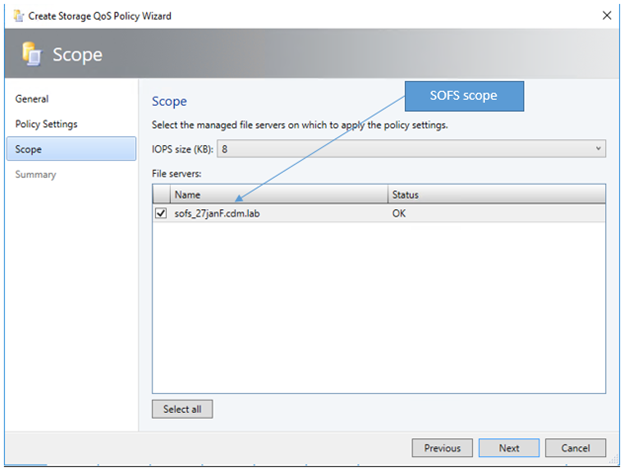 Create Storage QoS Policy Wizard
Scope
General
Policy Settings
Scope
Summary
Scope
SOFS scope
Select the managed file servers on which to apply the policy settings.
IOPS size (KB): 8
File servers:
Name Status
sofs_27janF.cdm.lab OK
Select all
Previous Next Cancel